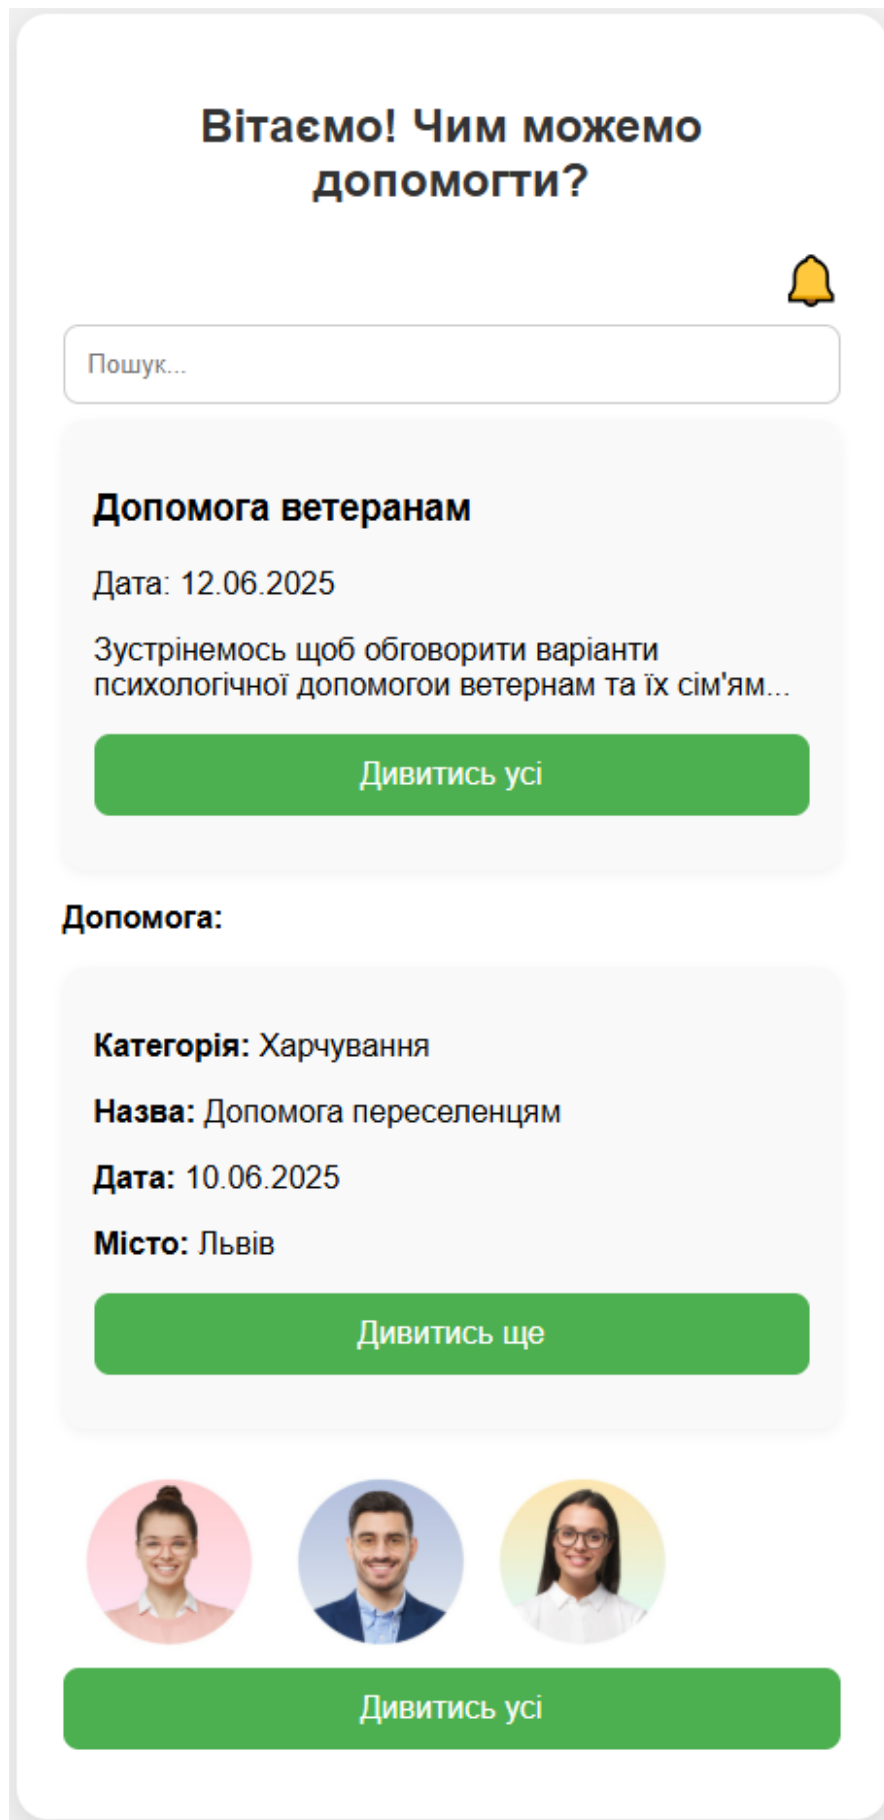 Вітаємо! Чим можемо
допомогти?
Пошук...
Допомога ветеранам
Дата: 12.06.2025
Зустрінемось щоб обговорити варіанти
психологічної допомогои ветернам та їх сім'ям...
Дивитись усі
Допомога:
Категорія: Харчування
Назва: Допомога переселенцям
Дата: 10.06.2025
Місто: Львів
Дивитись ще
Дивитись усі